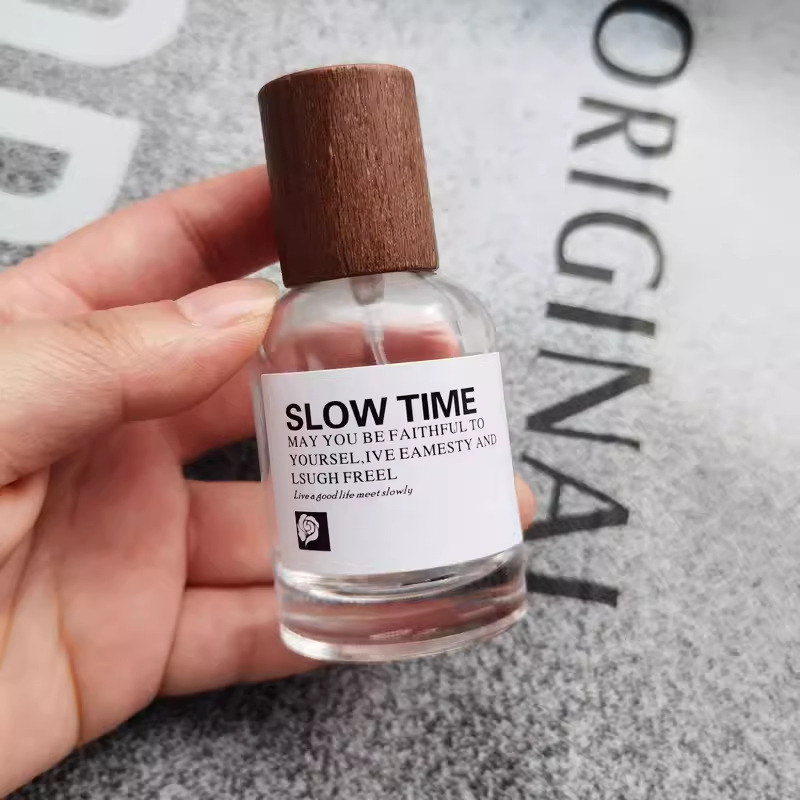 SLOW TIME
MAY YOU BE FAITHFUL TO
YOURSEL,IVE EAMESTY AND
LSUGH FREEL
Live a good life meet slowly
ORIGINAL